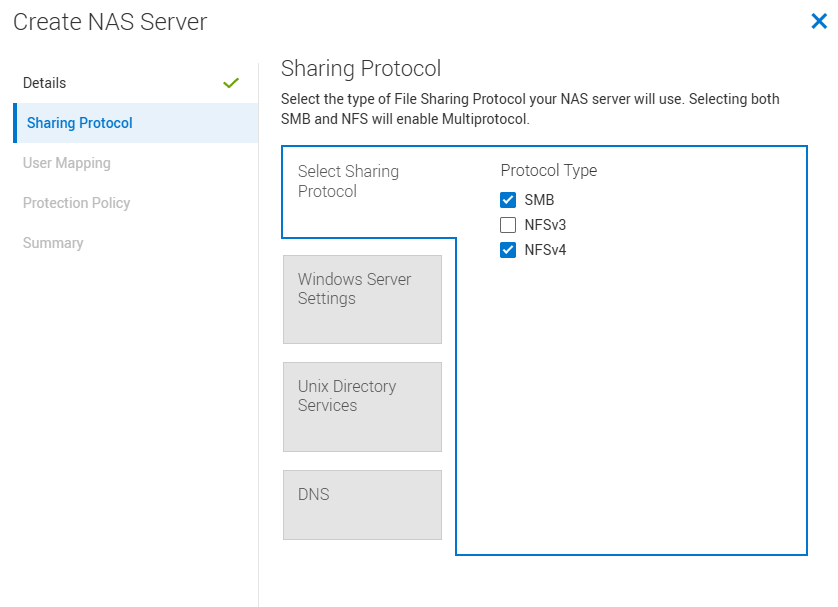 Create NAS Server
Details
Sharing Protocol
User Mapping
Protection Policy
Summary
Sharing Protocol
Select the type of File Sharing Protocol your NAS server will use. Selecting both
SMB and NFS will enable Multiprotocol.
Select Sharing
Protocol
Windows Server
Settings
Unix Directory
Services
DNS
Protocol Type
SMB
NFSv3
NFSv4